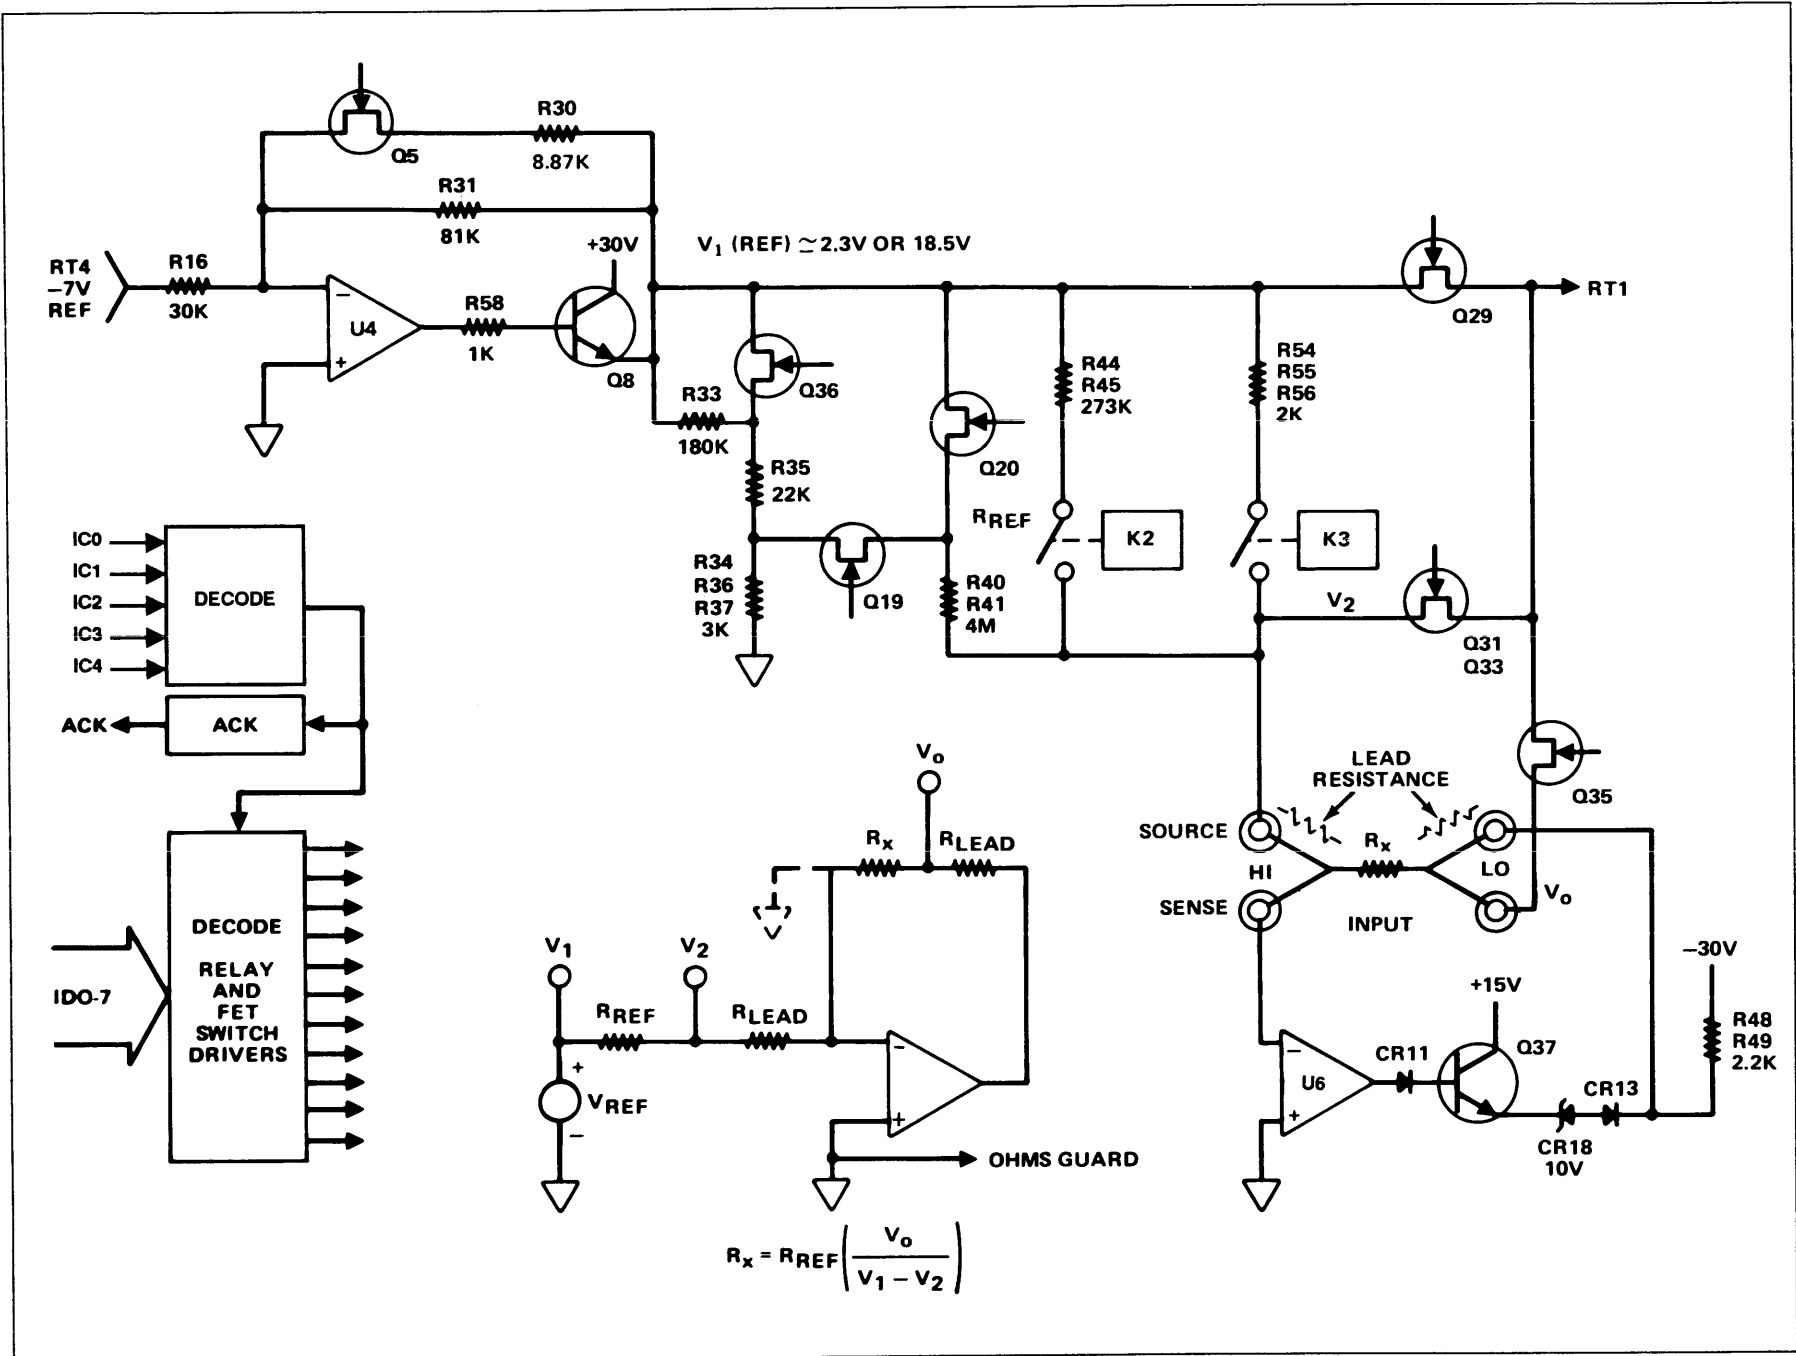 R30
Q5
8.87K
R31
81K
+30V
V1 (REF) ≃ 2.3V OR 18.5V
RT4
–7V
REF
R16
30K
–
U4
+
R58
1K
Q8
R33
180K
Q36
R35
22K
Q20
R44
R45
273K
R54
R55
R56
2K
Q29
RT1
RREF
K2
K3
R34
R36
R37
3K
Q19
R40
R41
4M
V2
Q31
Q33
IC0
IC1
IC2
IC3
IC4
DECODE
ACK
ACK
Vo
Rx
RLEAD
LEAD
RESISTANCE
Q35
SOURCE
HI
SENSE
Rx
LO
INPUT
Vo
IDO-7
DECODE
RELAY
AND
FET
SWITCH
DRIVERS
V1
V2
RREF
RLEAD
+
VREF
–
–
+
OHMS GUARD
–30V
+15V
R48
R49
2.2K
–
U6
+
CR11
Q37
CR13
CR18
10V
Rx = RREF ( Vo / V1 – V2 )